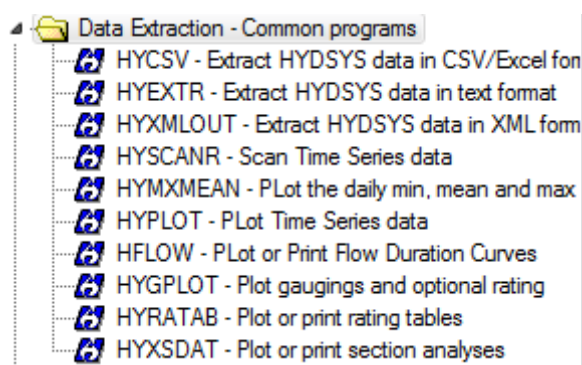 Data Extraction - Common programs
HYCSV - Extract HYDSYS data in CSV/Excel
HYEXTR - Extract HYDSYS data in text format
HYXMLOUT - Extract HYDSYS data in XML form
HYSCANR - Scan Time Series data
HYMXMEAN - PLot the daily min, mean and max
HYPLOT - PLot Time Series data
HFLOW - PLot or Print Flow Duration Curves
HYGPLOT - Plot gaugings and optional rating
HYRATAB - Plot or print rating tables
HYXSDAT - Plot or print section analyses